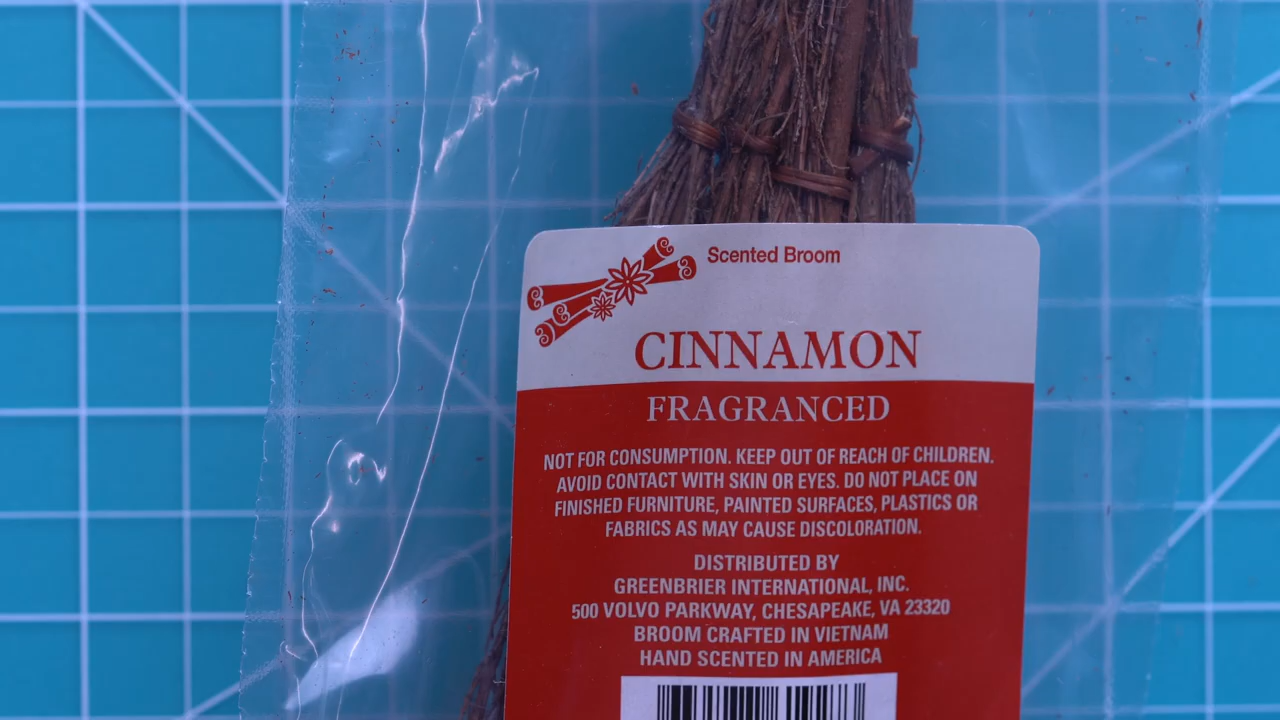 Scented Broom
CINNAMON
FRAGRANCED
NOT FOR CONSUMPTION. KEEP OUT OF REACH OF CHILDREN.
AVOID CONTACT WITH SKIN OR EYES. DO NOT PLACE ON
FINISHED FURNITURE, PAINTED SURFACES, PLASTICS OR
FABRICS AS MAY CAUSE DISCOLORATION.
DISTRIBUTED BY
GREENBRIER INTERNATIONAL, INC.
500 VOLVO PARKWAY, CHESAPEAKE, VA 23320
BROOM CRAFTED IN VIETNAM
HAND SCENTED IN AMERICA